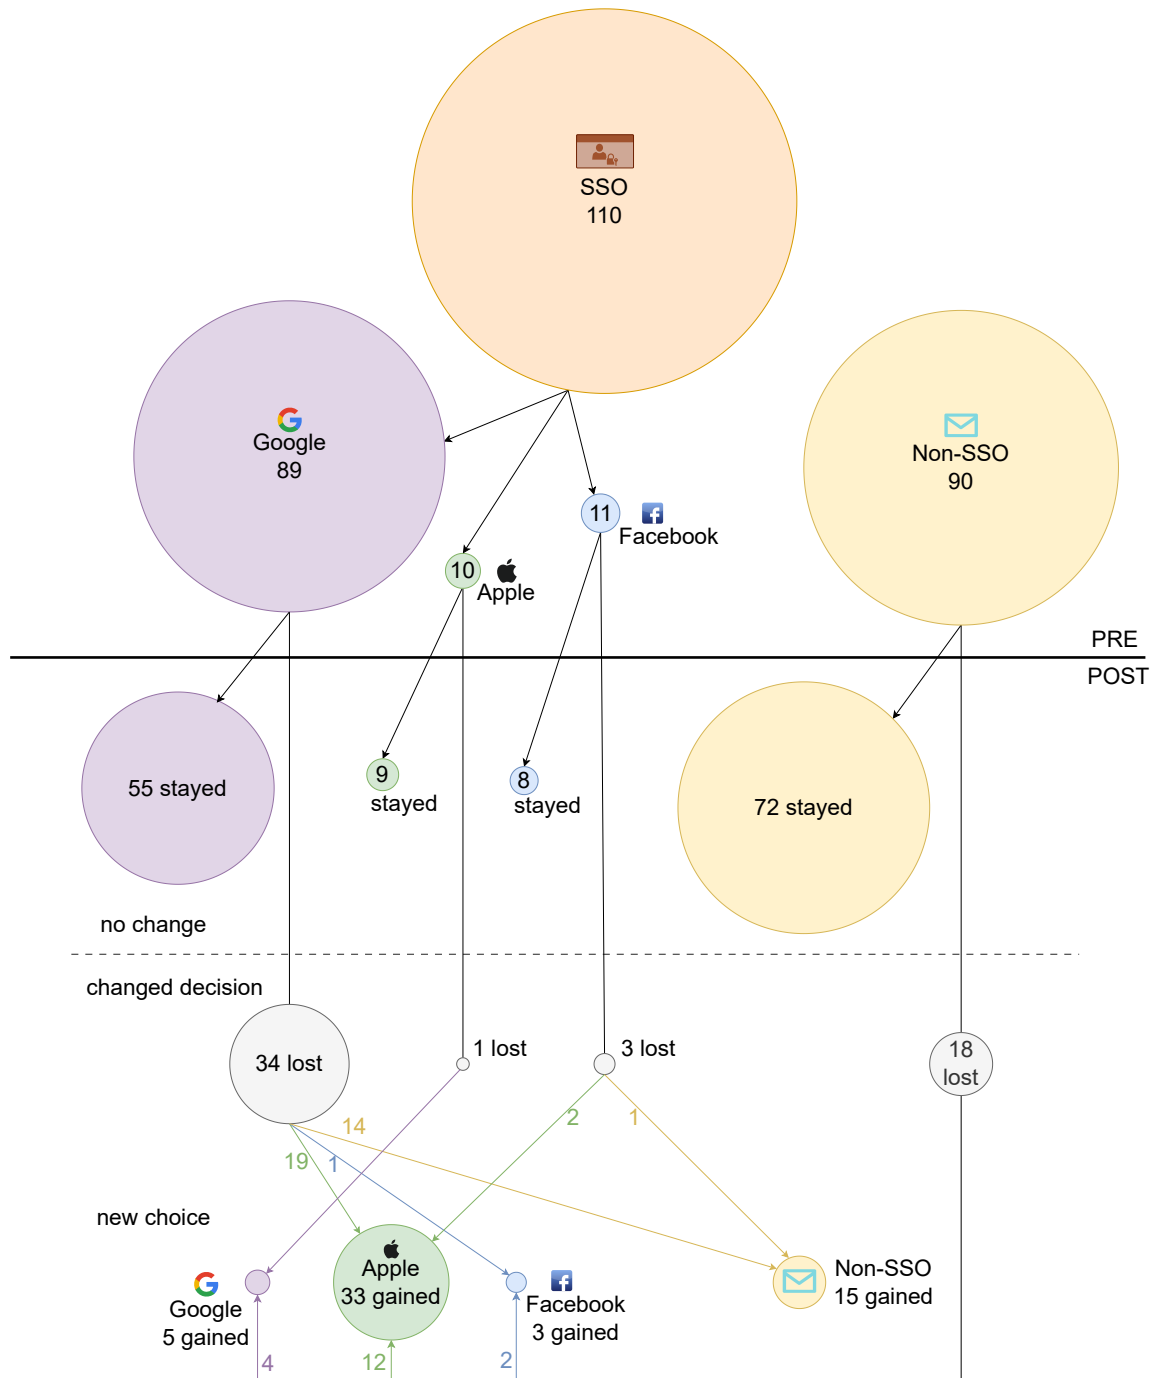 SSO
110
Google
89
Non-SSO
90
11
Facebook
10
Apple
PRE
POST
55 stayed
9
stayed
8
stayed
72 stayed
no change
changed decision
34 lost
1 lost
3 lost
18
lost
14
2
1
19
1
new choice
Apple
33 gained
Google
5 gained
Facebook
3 gained
Non-SSO
15 gained
4
12
2